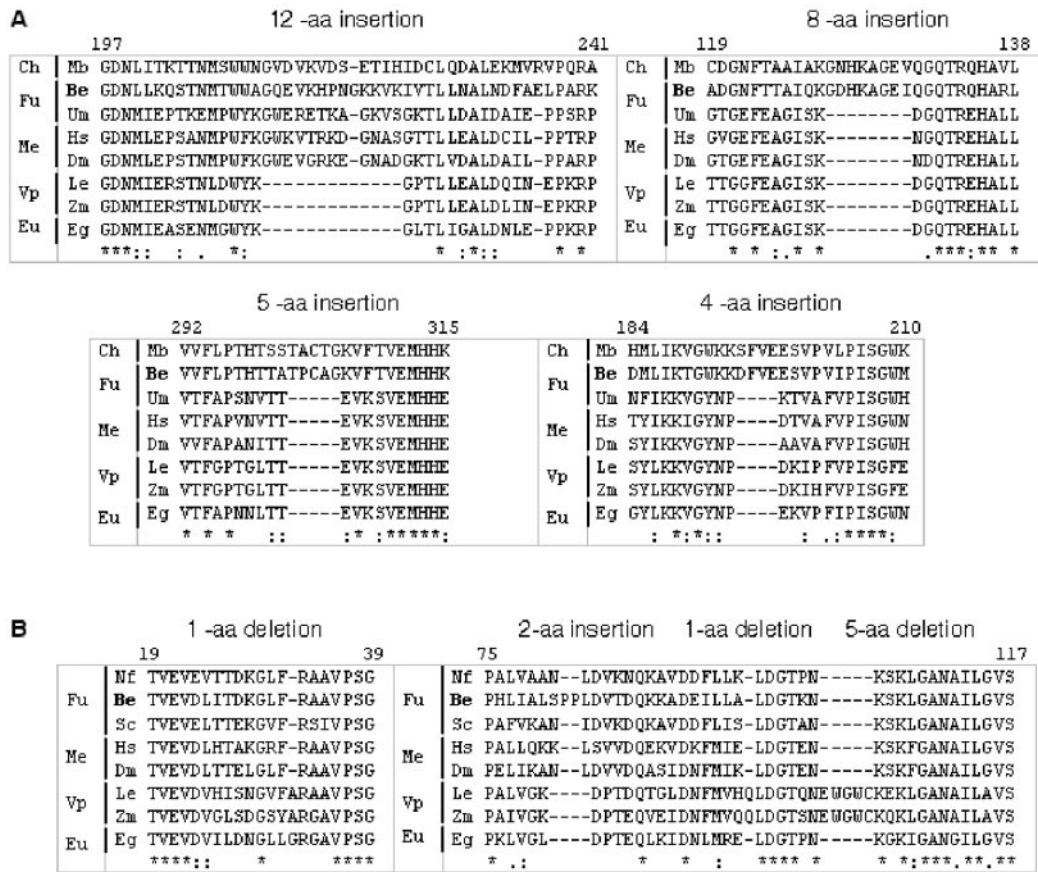 A
12 -aa insertion 8 -aa insertion
197 241 119 138
Ch Mb GDNLITKTTNMSWWNGVDVKVDS-ETIHIDCLQDALEKMVRVPQRA Ch Mb CDGNFTAAIAKGNHKAGEVQGQTRQHAVL
Fu Be GDNLLKQSTNMTWWAGQEVKHPNGKKVKIVTLLNALNDFAELPARK Fu Be ADGNFTTAIQKGDHKAGEIQGQTRQHARL
Um GDNMIEPTKEMPWYKGWERETKA-GKVSGKTLLDAIDAIE-PPSRP Um GTGEFEAGISK---------DGQTREHALL
Me Hs GDNMLEPSANMPWFKGWKVTRKD-GNASGTTLLEALDCIL-PPTRP Me Hs GVGEFEAGISK---------NGQTREHALL
Dm GDNMLEPSTNMPWFKGWEVGRKE-GNADGKTLVDALDAIL-PPARP Dm GTGEFEAGISK---------NDQTREHALL
Vp Le GDNMIERSTNLDWYK-------------GPTLLEALDQIN-EPKRP Vp Le TTGGFEAGISK---------DGQTREHALL
Zm GDNMIERSTNLDWYK-------------GPTLLEALDLIN-EPKRP Zm TTGGFEAGISK---------DGQTREHALL
Eu Eg GDNMIEASENMGWYK-------------GLTLIGALDNLE-PPKRP Eu Eg TTGGFEAGISK---------DGQTREHALL
***:: : . *: * :*:: * * * * *:.* * .***:** *
5 -aa insertion 4 -aa insertion
292 315 184 210
Ch Mb VVFLPTHTSSTACTGKVFTVEMHHK Ch Mb HMLIKVGWKKSFVEESVPVLPISGWK
Fu Be VVFLPTHTTATPCAGKVFTVEMHHK Fu Be DMLIKTGWKKDFVEESVPVIPISGWM
Um VTFAPSNVTT-----EVKSVEMHHE Um NFIKKVGYNP----KTVAFVPISGWN
Me Hs VTFAPVNVTT-----EVKSVEMHHE Me Hs TYIKKIGYNP----DTVAFVPISGWN
Dm VTFAPANITT-----EVKSVEMHHE Dm SYIKKVGYNP----AAVAFVPISGWH
Vp Le VTFGPTGLTT-----EVKSVEMHHE Vp Le SYLKKVGYNP----DKIPFVPISGFE
Zm VTFGPTGLTT-----EVKSVEMHHE Zm SYLKKVGYNP----DKIHFVPISGFE
Eu Eg VTFAPNNLTT-----EVKSVEMHHE Eu Eg GYLKKVGYNP----EKVPFIPISGWN
* * * :: :* :*****: : *:*:: : .:****:
B
1 -aa deletion 2-aa insertion 1-aa deletion 5-aa deletion
19 39 75 117
Fu Nf TVEVEVTTDKGLF-RAAVPSG Fu Nf PALVAAN--LDVKNQKAVDDFLLK-LDGTPN-----KSKLGANAILGVS
Be TVEVDLITDKGLF-RAAVPSG Be PHLIALSPPLDVTDQKKADEILLA-LDGTKN-----KSKLGANAILGVS
Sc TVEVELTTEKGVF-RSIVPSG Sc PAFVKAN--IDVKDQKAVDDFLIS-LDGTAN-----KSKLGANAILGVS
Me Hs TVEVDLHTAKGRF-RAAVPSG Me Hs PALLQKK--LSVVDQEKVDKFMIE-LDGTEN-----KSKFGANAILGVS
Dm TVEVDLTTELGLF-RAAVPSG Dm PELIKAN--LDVVDQASIDNFMIK-LDGTEN-----KSKFGANAILGVS
Vp Le TVEVDVHISNGVFARAAVPSG Vp Le PALVGK--DPTDQTGLDNFMVHQLDGTQNEWGWCKEKLGANAILAVS
Zm TVEVDVGLSDGSYARGAVPSG Zm PAIVGK--DPTEQVEIDNFMVQQLDGTSNEWGWCKQKLGANAILAVS
Eu Eg TVEVDVILDNGLLGRGAVPSG Eu Eg PKLVGL--DPTEQLKIDNLMRE-LDGTPN-----KGKIGANGILGVS
****:: * **** * .: * * : **** * * *:***.**.**